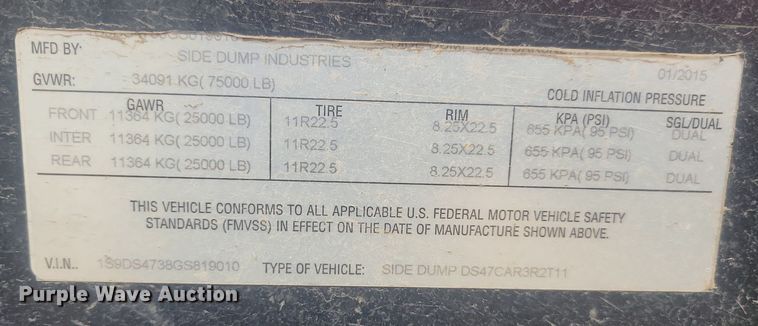 MFD BY: SIDE DUMP INDUSTRIES 01/2015
GVWR: 34091 KG( 75000 LB)
COLD INFLATION PRESSURE
GAWR TIRE RIM KPA (PSI) SGL/DUAL
FRONT 11364 KG( 25000 LB) 11R22.5 8.25X22.5 655 KPA( 95 PSI) DUAL
INTER 11364 KG( 25000 LB) 11R22.5 8.25X22.5 655 KPA( 95 PSI) DUAL
REAR 11364 KG( 25000 LB) 11R22.5 8.25X22.5 655 KPA( 95 PSI) DUAL
THIS VEHICLE CONFORMS TO ALL APPLICABLE U.S. FEDERAL MOTOR VEHICLE SAFETY
STANDARDS (FMVSS) IN EFFECT ON THE DATE OF MANUFACTURE SHOWN ABOVE.
V.I.N.. 1S9DS4738GS819010 TYPE OF VEHICLE: SIDE DUMP DS47CAR3R2T11
Purple Wave Auction